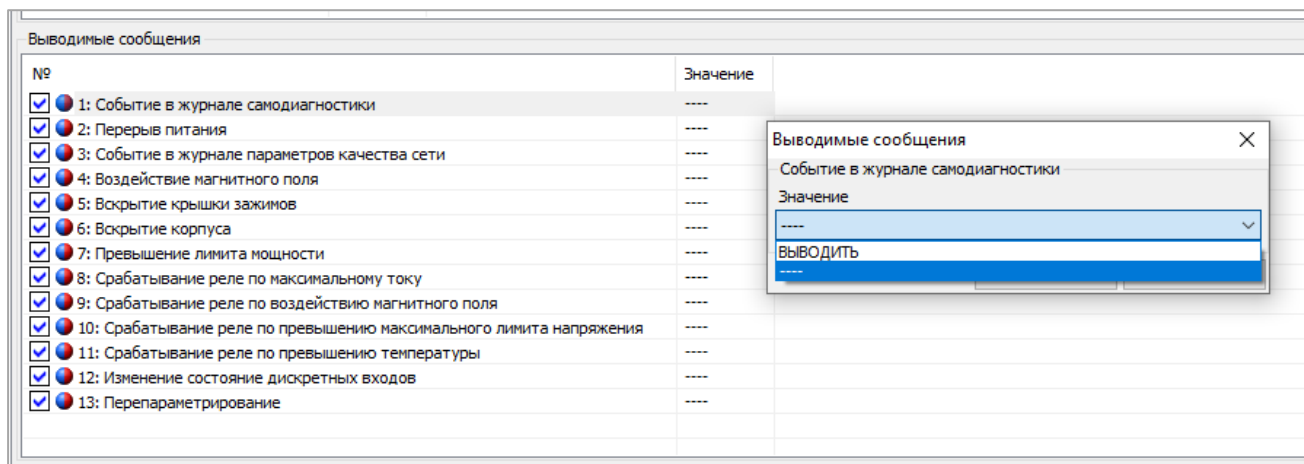 Выводимые сообщения
№ Значение
1: Событие в журнале самодиагностики ----
2: Перерыв питания ----
3: Событие в журнале параметров качества сети ----
4: Воздействие магнитного поля ----
5: Вскрытие крышки зажимов ----
6: Вскрытие корпуса ----
7: Превышение лимита мощности ----
8: Срабатывание реле по максимальному току ----
9: Срабатывание реле по воздействию магнитного поля ----
10: Срабатывание реле по превышению максимального лимита напряжения ----
11: Срабатывание реле по превышению температуры ----
12: Изменение состояние дискретных входов ----
13: Перепараметрирование ----
Выводимые сообщения
Событие в журнале самодиагностики
Значение
----
ВЫВОДИТЬ
----